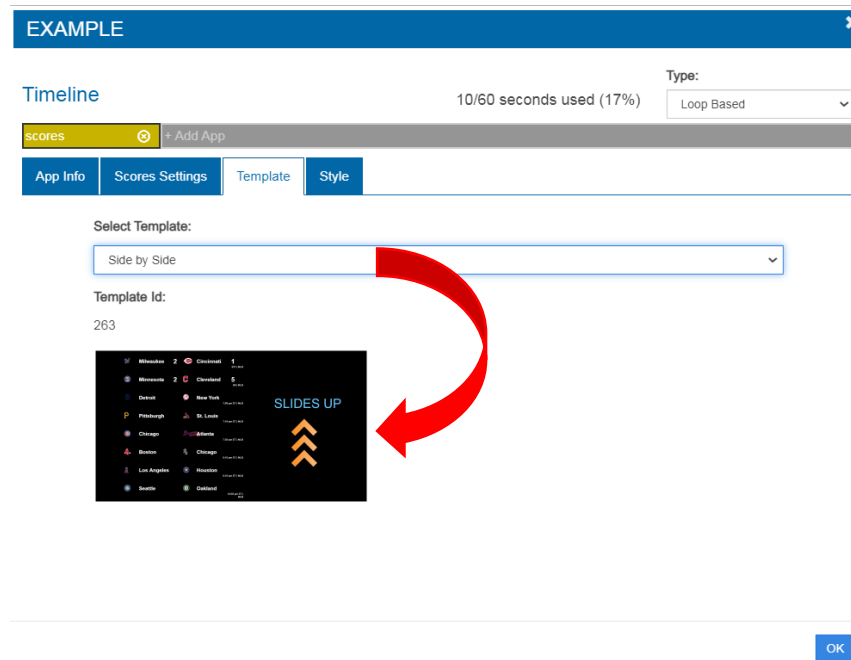 EXAMPLE
Timeline
10/60 seconds used (17%)
Type:
Loop Based
scores
+ Add App
App Info Scores Settings Template Style
Select Template:
Side by Side
Template Id:
263
Milwaukee 2 Cincinnati 1
Minnesota 2 Cleveland 5
Detroit New York
SLIDES UP
Pittsburgh St. Louis
Chicago Atlanta
Boston Chicago
Los Angeles Houston
Seattle Oakland
OK